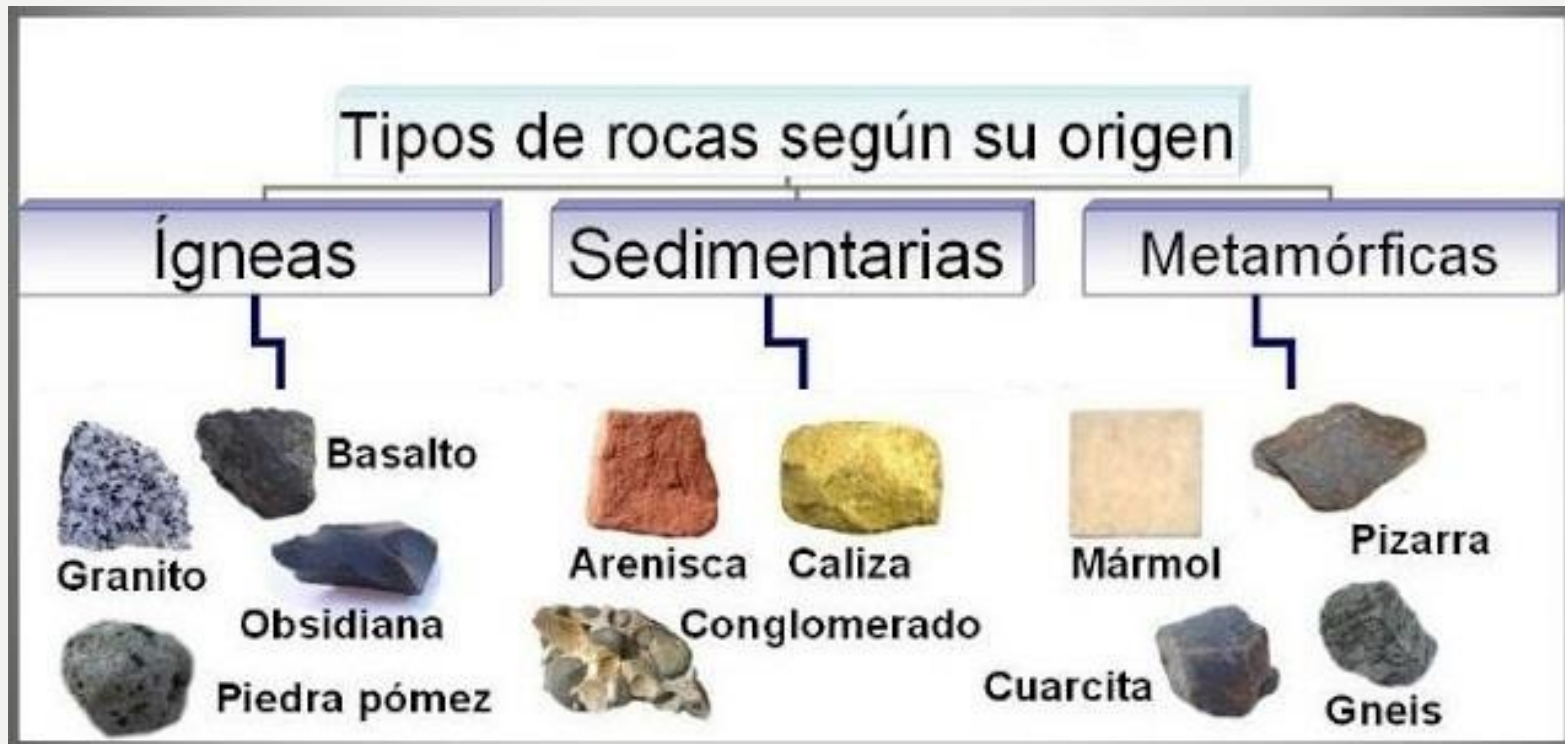 Tipos de rocas según su origen
Ígneas
Sedimentarias
Metamórficas
Basalto
Granito
Obsidiana
Piedra pómez
Arenisca
Caliza
Conglomerado
Mármol
Pizarra
Cuarcita
Gneis